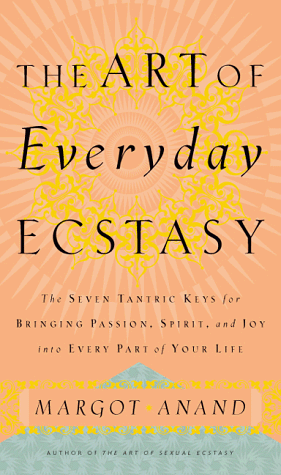 THE ART OF
Everyday
ECSTASY
The SEVEN TANTRIC KEYS for
BRINGING PASSION, SPIRIT, and JOY
into EVERY PART of YOUR LIFE
MARGOT · ANAND
AUTHOR OF THE ART OF SEXUAL ECSTASY